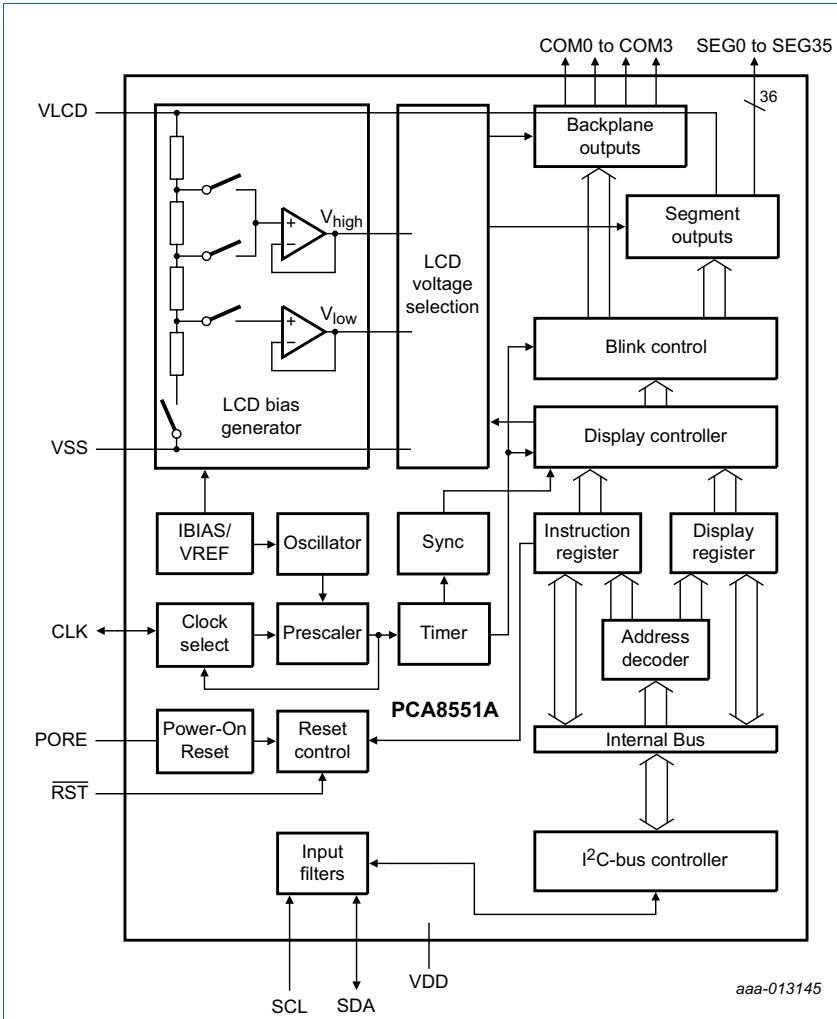 COM0 to COM3
SEG0 to SEG35
36
VLCD
Backplane
outputs
Segment
outputs
Vhigh
LCD
voltage
selection
Vlow
Blink control
LCD bias
generator
Display controller
VSS
IBIAS/
VREF
Oscillator
Sync
Instruction
register
Display
register
CLK
Clock
select
Prescaler
Timer
Address
decoder
PCA8551A
PORE
Power-On
Reset
Reset
control
Internal Bus
RST
Input
filters
I2C-bus controller
VDD
SCL
SDA
aaa-013145